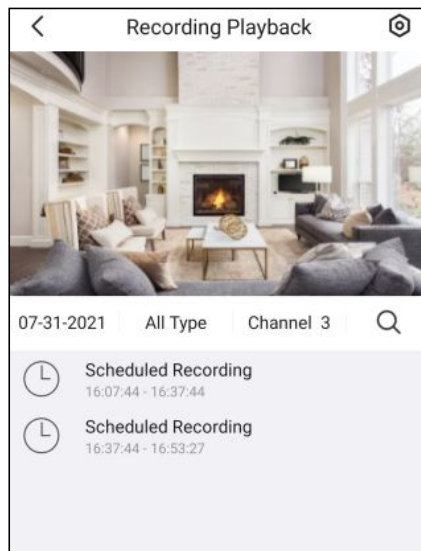 Recording Playback
07-31-2021 All Type Channel 3
Scheduled Recording
16:07:44 - 16:37:44
Scheduled Recording
16:37:44 - 16:53:27